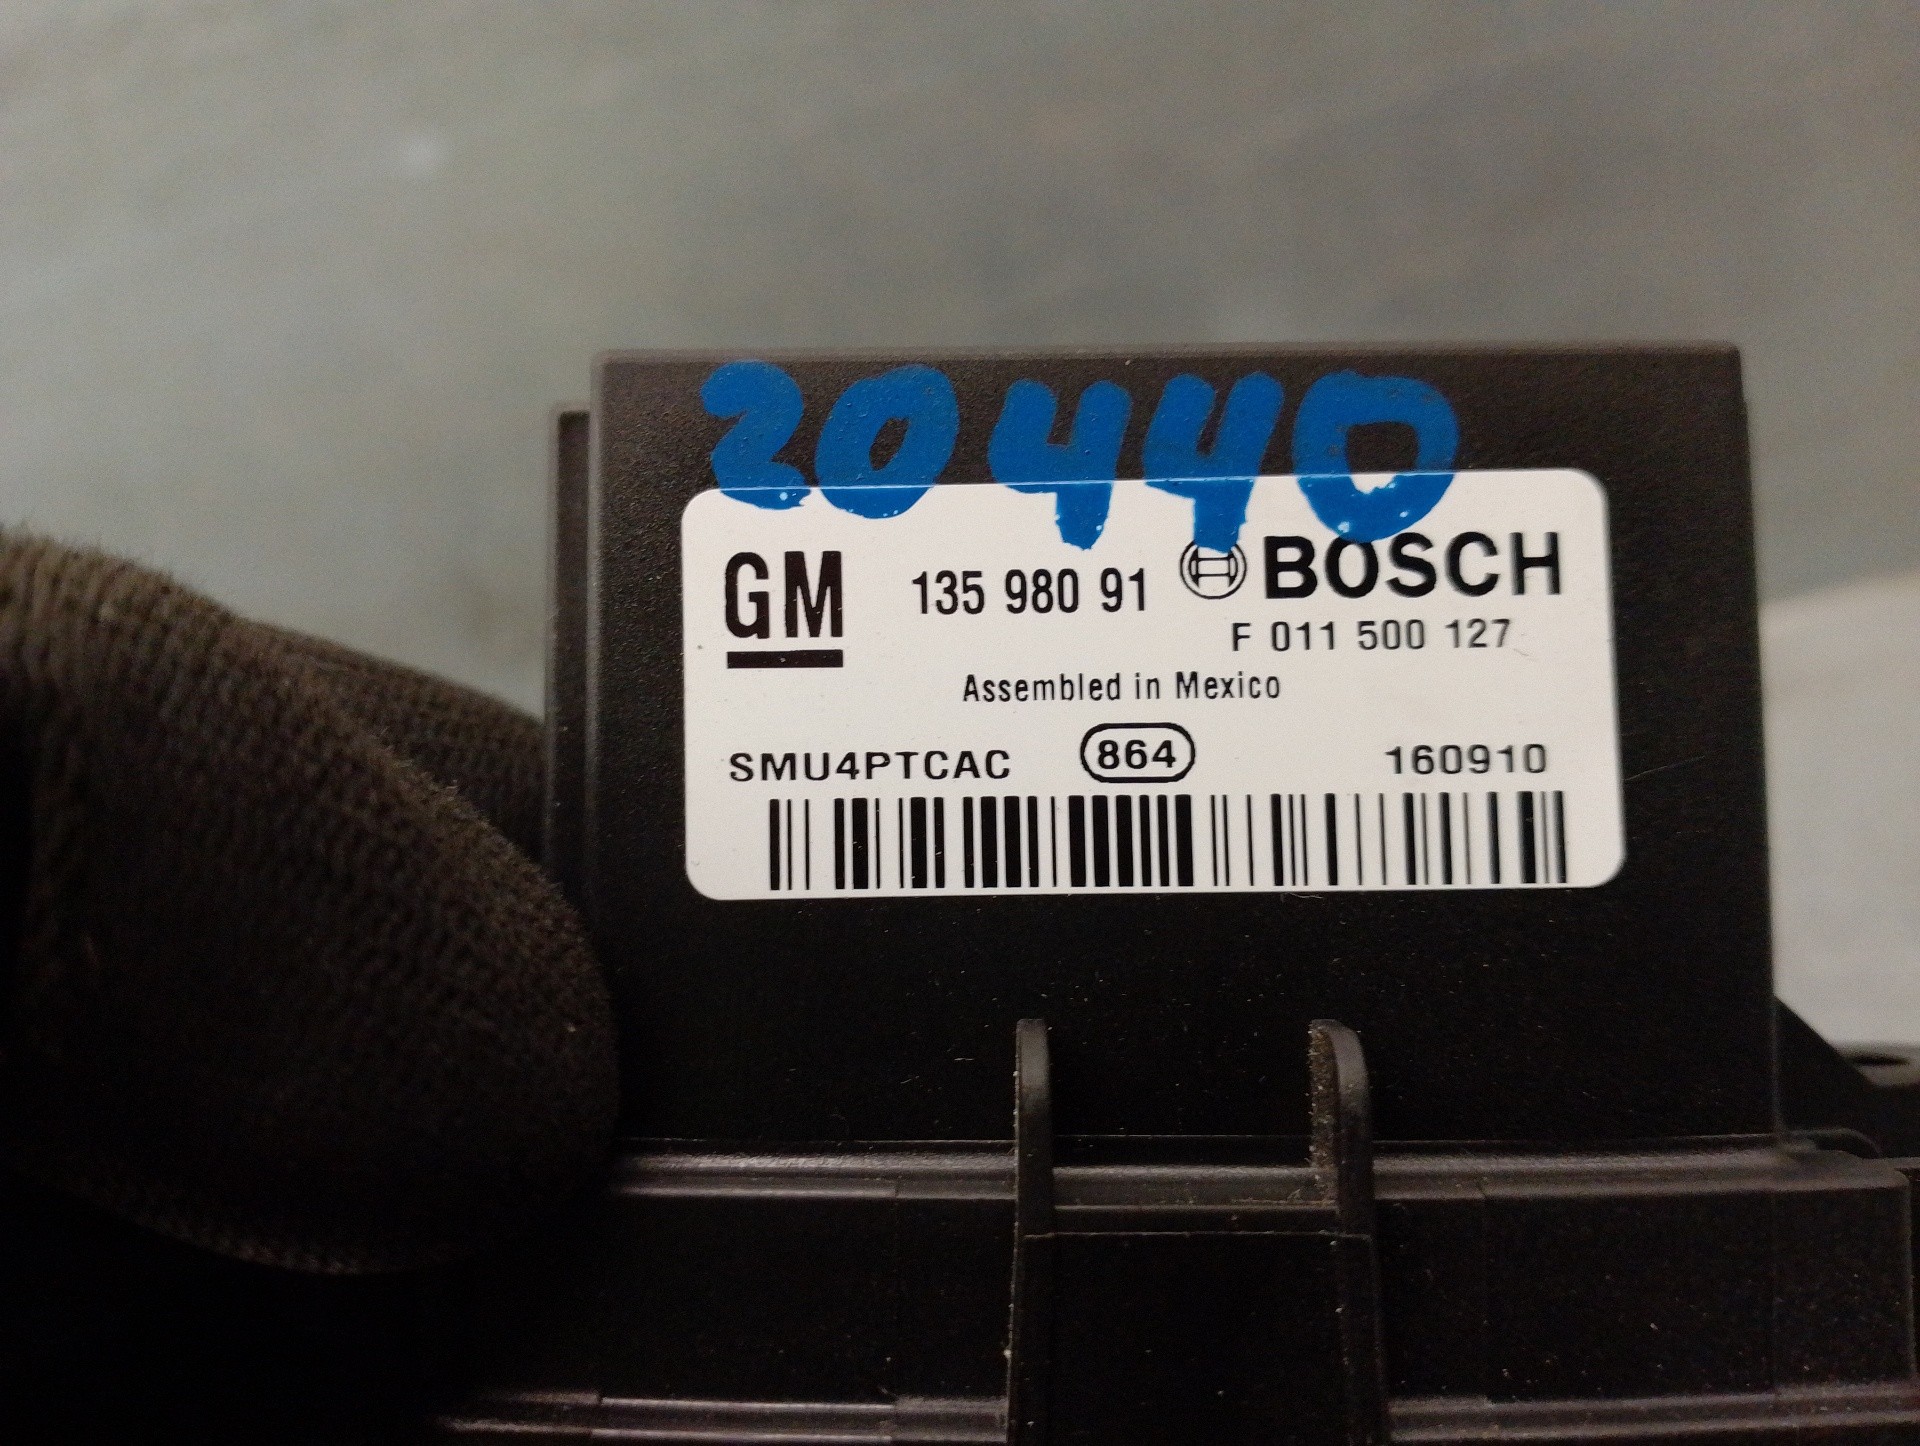 20440
GM 135 980 91 BOSCH
F 011 500 127
Assembled in Mexico
SMU4PTCAC 864 160910